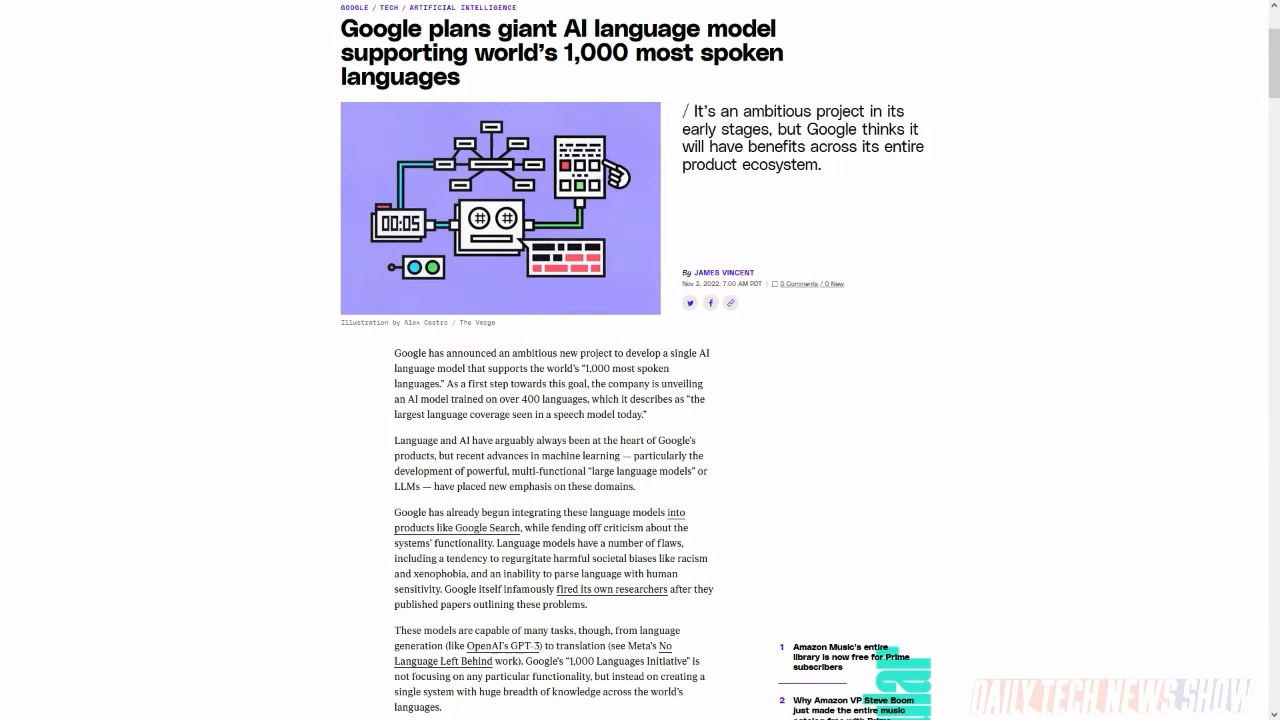 GOOGLE / TECH / ARTIFICIAL INTELLIGENCE
Google plans giant AI language model
supporting world's 1,000 most spoken
languages
/ It's an ambitious project in its
early stages, but Google thinks it
will have benefits across its entire
product ecosystem.
00:05
By JAMES VINCENT
Nov 2, 2022, 7:00 AM PDT | 0 Comments / 0 New
Illustration by Alex Castro / The Verge
Google has announced an ambitious new project to develop a single AI
language model that supports the world's “1,000 most spoken
languages.” As a first step towards this goal, the company is unveiling
an AI model trained on over 400 languages, which it describes as “the
largest language coverage seen in a speech model today.”
Language and AI have arguably always been at the heart of Google's
products, but recent advances in machine learning — particularly the
development of powerful, multi-functional “large language models” or
LLMs — have placed new emphasis on these domains.
Google has already begun integrating these language models into
products like Google Search, while fending off criticism about the
systems' functionality. Language models have a number of flaws,
including a tendency to regurgitate harmful societal biases like racism
and xenophobia, and an inability to parse language with human
sensitivity. Google itself infamously fired its own researchers after they
published papers outlining these problems.
These models are capable of many tasks, though, from language
generation (like OpenAI's GPT-3) to translation (see Meta's No
Language Left Behind work). Google's “1,000 Languages Initiative” is
not focusing on any particular functionality, but instead on creating a
single system with huge breadth of knowledge across the world's
languages.
1 Amazon Music's entire
library is now free for Prime
subscribers
2 Why Amazon VP Steve Boom
just made the entire music
catalog free with Prime
DAILY TECH NEWS SHOW